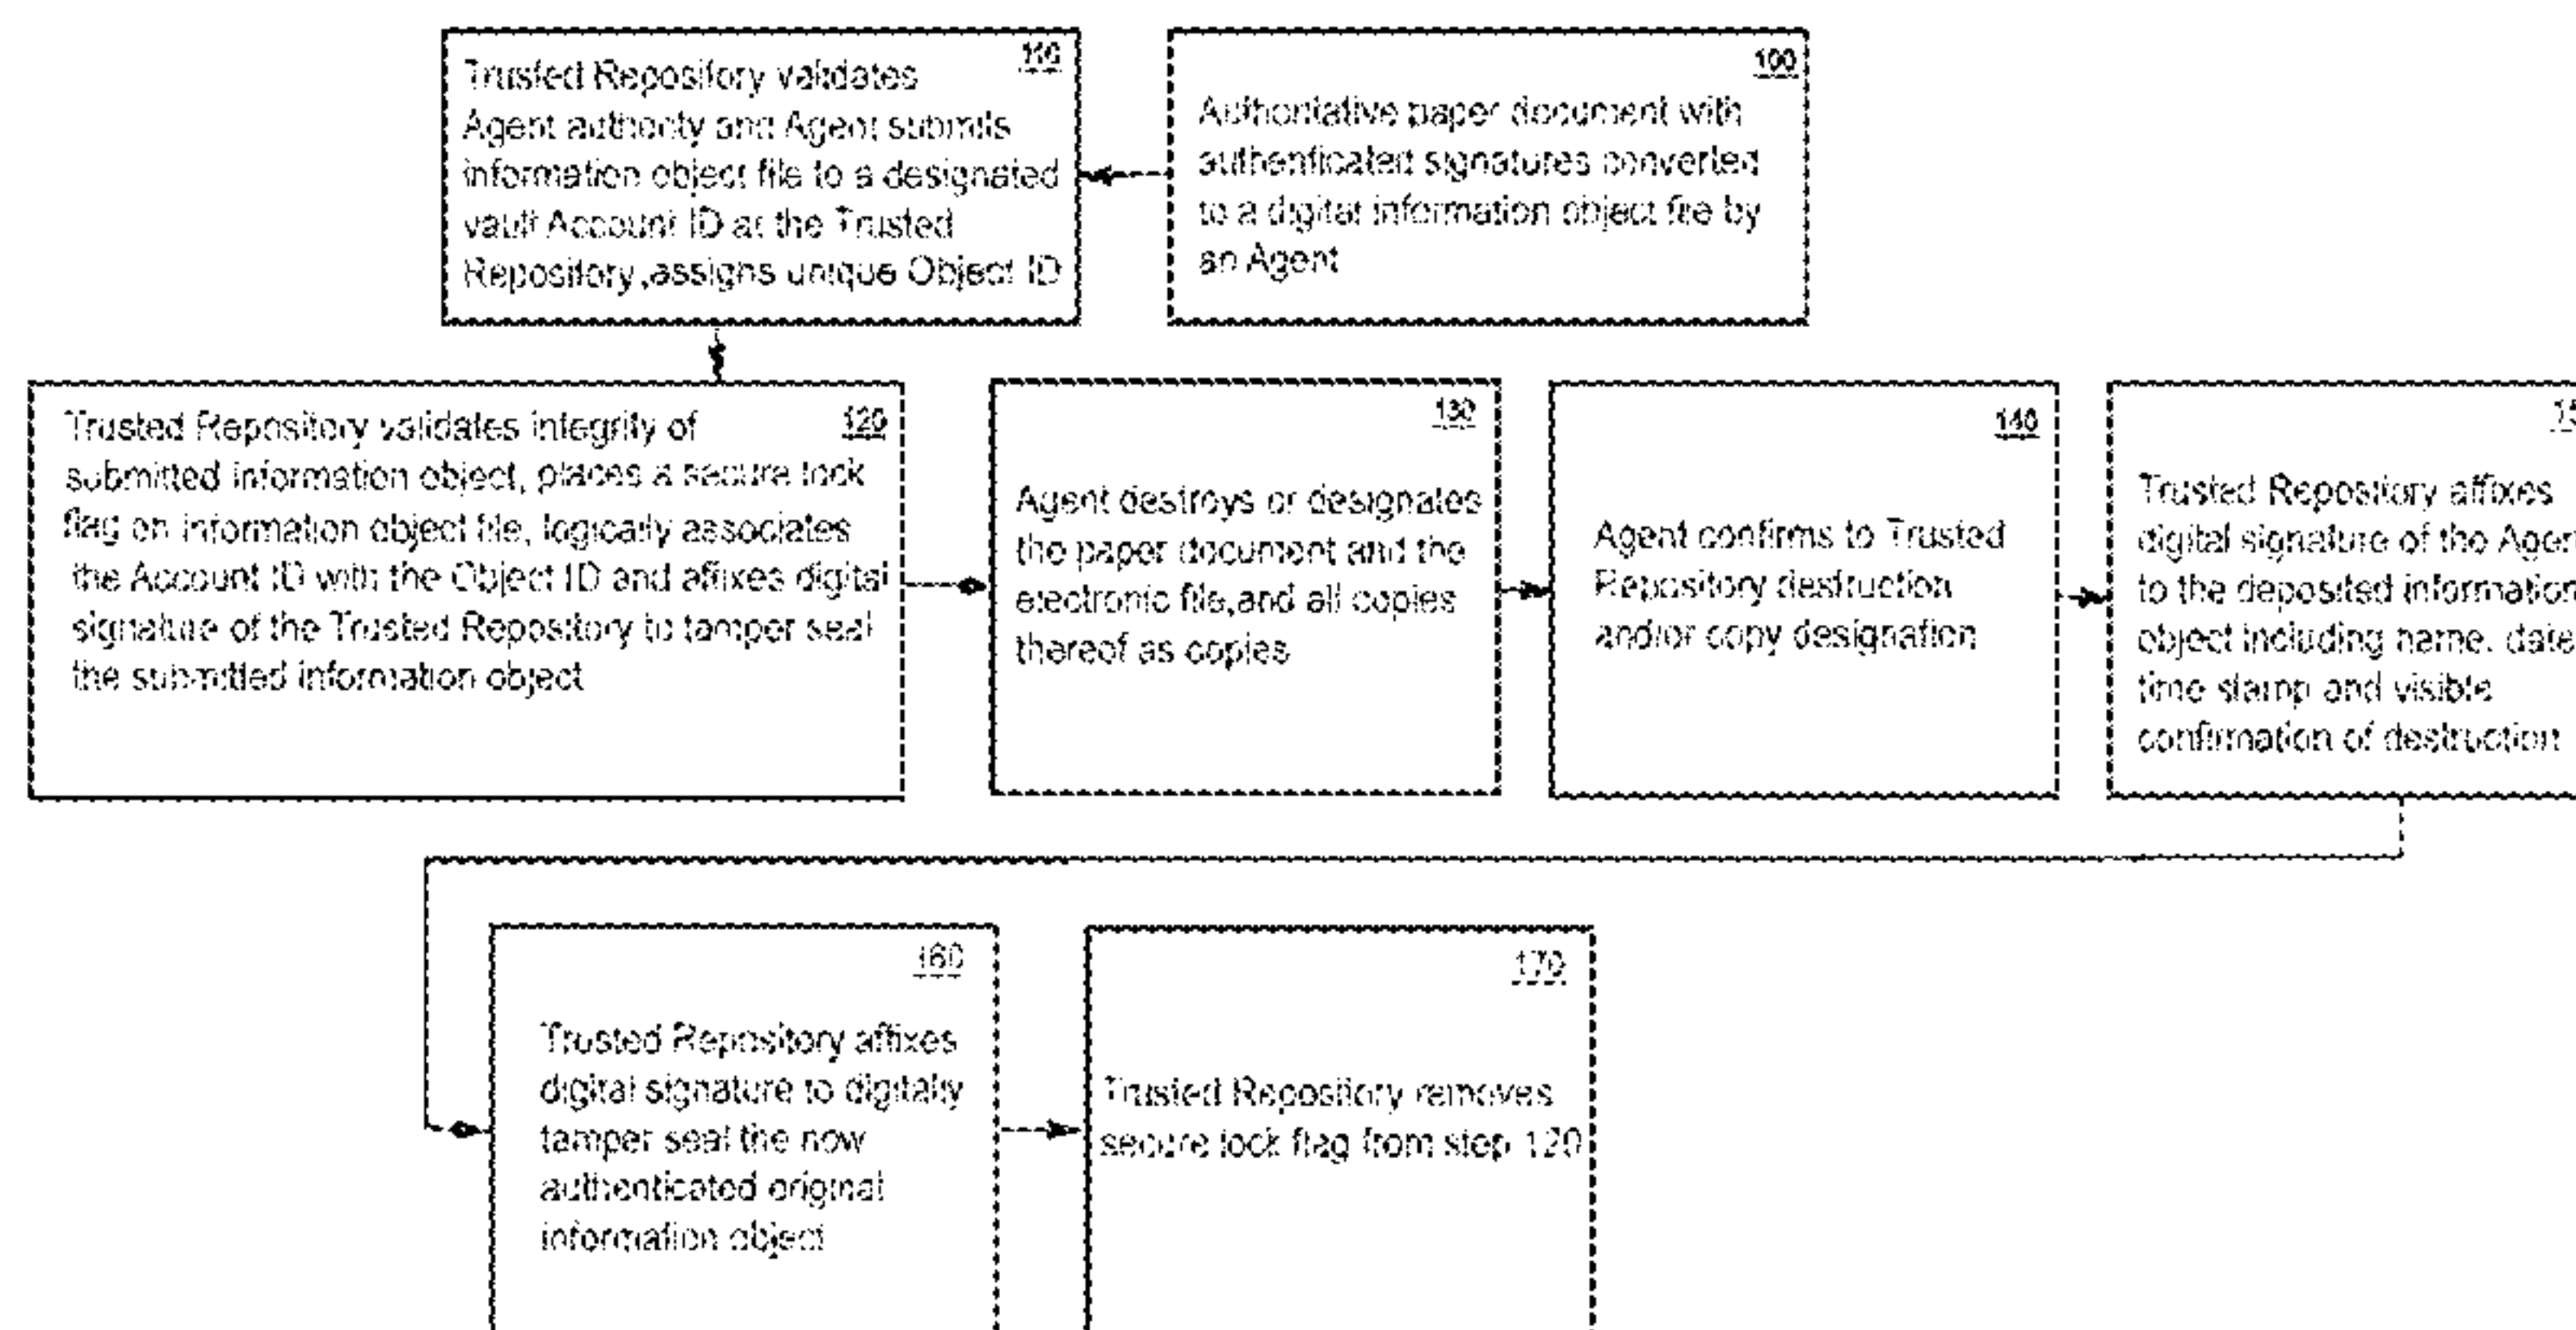 110
Trusted Repository validates
Agent authority and Agent submits
information object file to a designated
vault Account ID at the Trusted
Repository,assigns unique Object ID
100
Authoritative paper document with
authenticated signatures converted
to a digital information object file by
an Agent
120
Trusted Repository validates integrity of
submitted information object, places a secure lock
flag on information object file, logically associates
the Account ID with the Object ID and affixes digital
signature of the Trusted Repository to tamper seal
the submitted information object
130
Agent destroys or designates
the paper document and the
electronic file,and all copies
thereof as copies
140
Agent confirms to Trusted
Repository destruction
and/or copy designation
Trusted Repository affixes
digital signature of the Agen
to the deposited information
object including name, date
time stamp and visible
confirmation of destruction
160
Trusted Repository affixes
digital signature to digitally
tamper seal the now
authenticated original
information object
170
Trusted Repository removes
secure lock flag from step 120